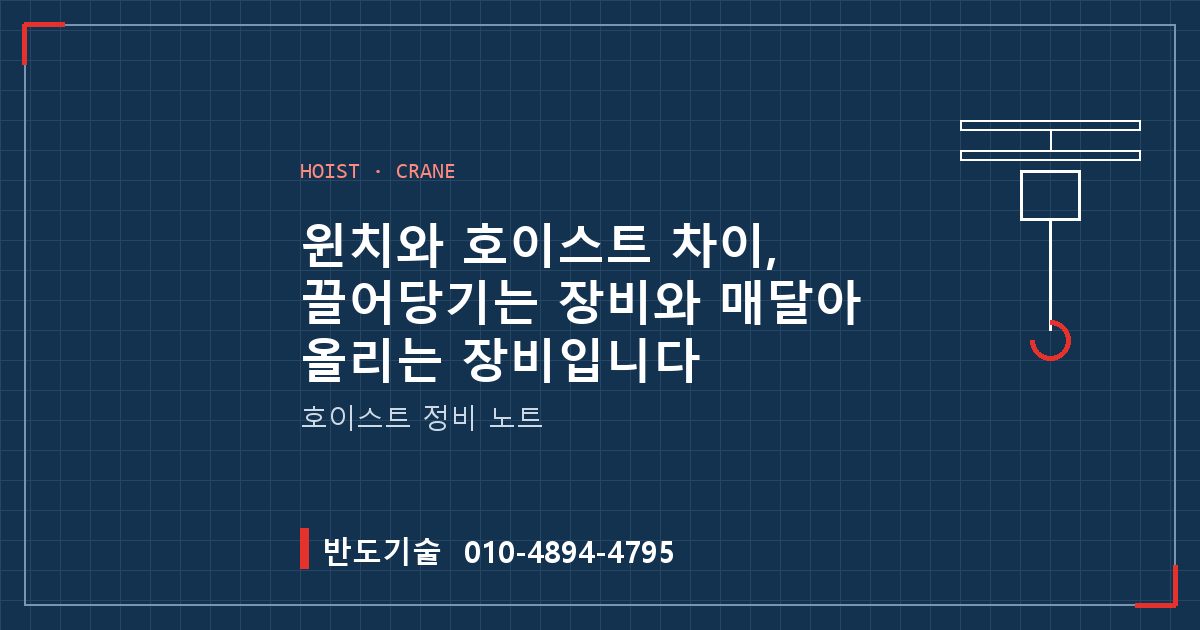 HOIST · CRANE
윈치와 호이스트 차이,
끌어당기는 장비와 매달아
올리는 장비입니다
호이스트 정비 노트
반도기술 010-4894-4795